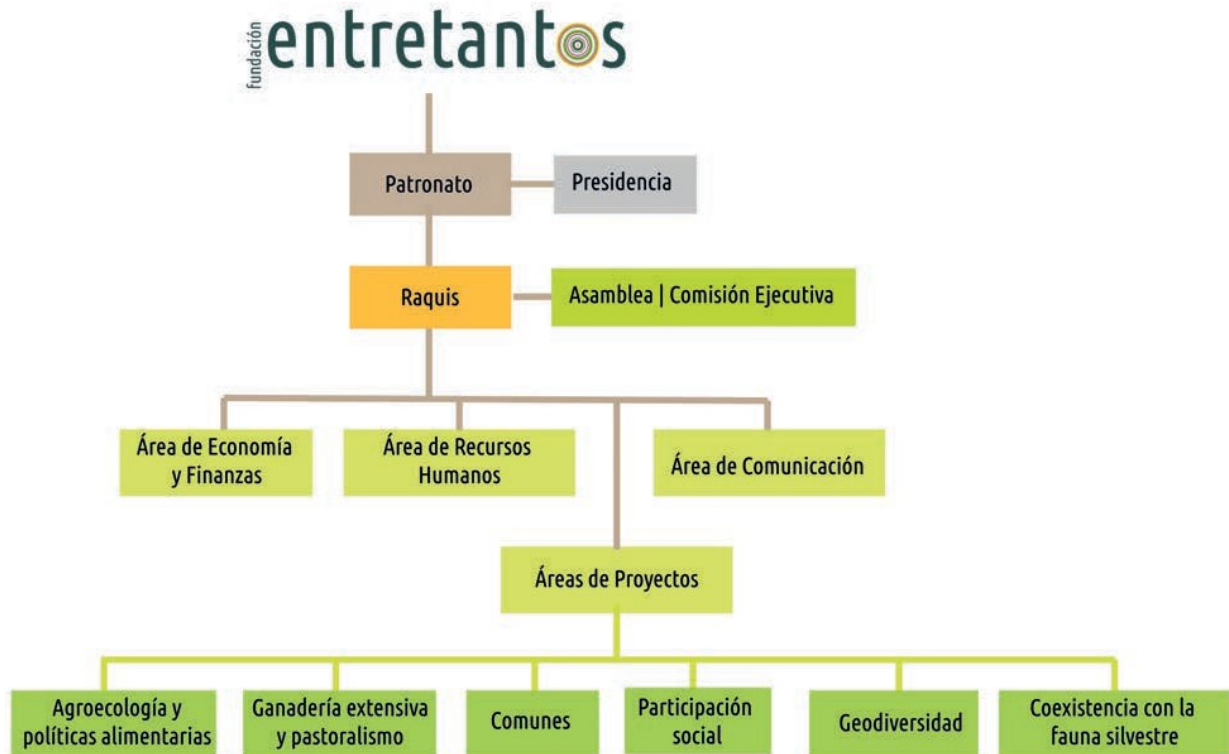 fundación
entretantos
Patronato
Presidencia
Raquis
Asamblea | Comisión Ejecutiva
Área de Economía
y Finanzas
Área de Recursos
Humanos
Área de Comunicación
Áreas de Proyectos
Agroecología y
políticas alimentarias
Ganadería extensiva
y pastoralismo
Comunes
Participación
social
Geodiversidad
Coexistencia con la
fauna silvestre